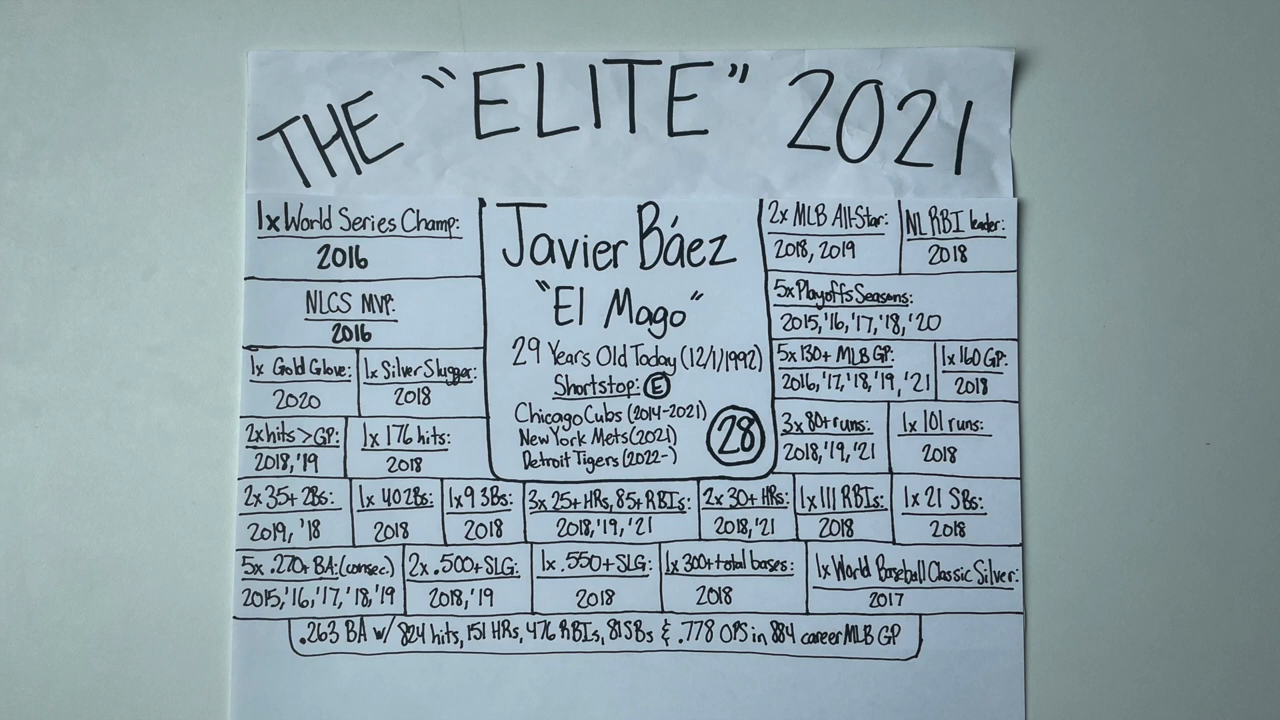 THE "ELITE" 2021
1x World Series Champ:
2016
NLCS MVP:
2016
1x Gold Glove:
2020
1x Silver Slugger:
2018
2x hits > GP:
2018, '19
1x 176 hits:
2018
Javier Báez
"El Mago"
29 Years Old Today (12/1/1992)
Shortstop: E
Chicago Cubs (2014-2021)
New York Mets (2021)
Detroit Tigers (2022-)
28
2x MLB All-Star:
2018, 2019
NL RBI leader:
2018
5x Playoffs Seasons:
2015, '16, '17, '18, '20
5x 130+ MLB GP:
2016, '17, '18, '19, '21
1x 160 GP:
2018
3x 80+ runs:
2018, '19, '21
1x 101 runs:
2018
2x 35+ 2Bs:
2019, '18
1x 40 2Bs:
2018
1x 9 3Bs:
2018
3x 25+ HRs, 85+ RBIs:
2018, '19, '21
2x 30+ HRs:
2018, '21
1x 111 RBIs:
2018
1x 21 SBs:
2018
5x .270+ BA: (consec.)
2015, '16, '17, '18, '19
2x .500+ SLG:
2018, '19
1x .550+ SLG:
2018
1x 300+ total bases:
2018
1x World Baseball Classic Silver:
2017
.263 BA w/ 824 hits, 151 HRs, 476 RBIs, 81 SBs & .778 OPS in 884 career MLB GP